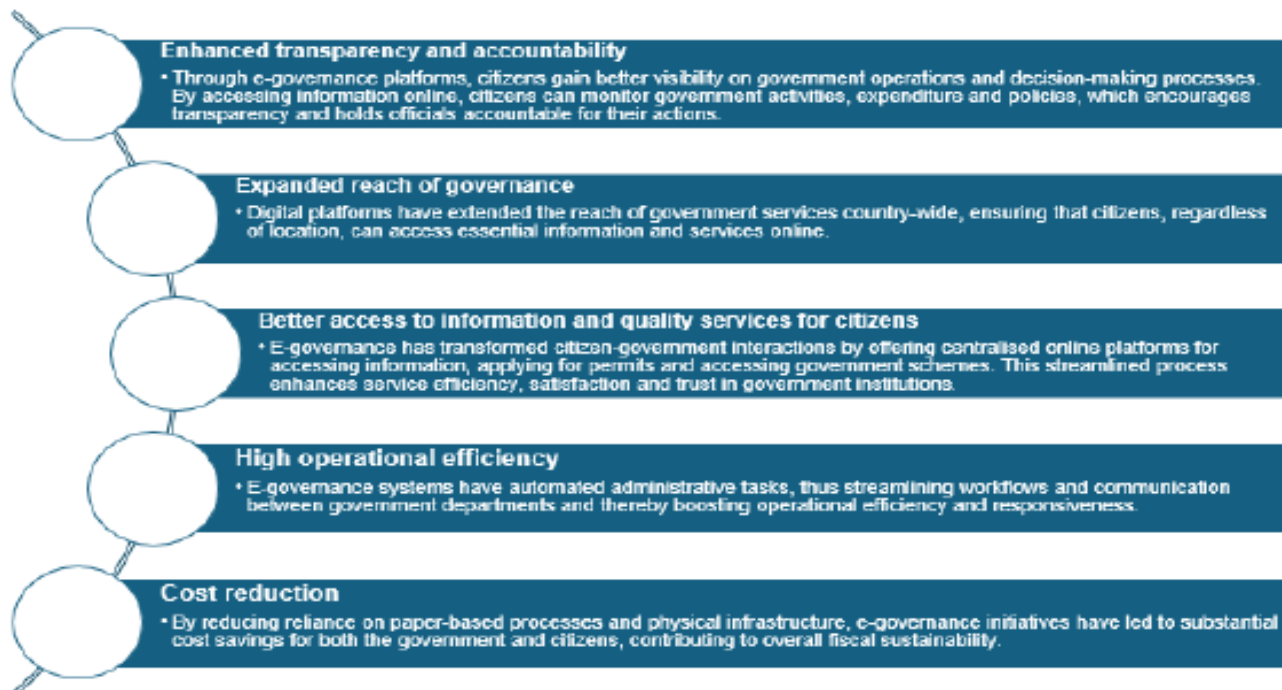 Enhanced transparency and accountability
• Through e-governance platforms, citizens gain better visibility on government operations and decision-making processes.
By accessing information online, citizens can monitor government activities, expenditure and policies, which encourages
transparency and holds officials accountable for their actions.
Expanded reach of governance
• Digital platforms have extended the reach of government services country-wide, ensuring that citizens, regardless
of location, can access essential information and services online.
Better access to information and quality services for citizens
• E-governance has transformed citizen-government interactions by offering centralised online platforms for
accessing information, applying for permits and accessing government schemes. This streamlined process
enhances service efficiency, satisfaction and trust in government institutions.
High operational efficiency
• E-governance systems have automated administrative tasks, thus streamlining workflows and communication
between government departments and thereby boosting operational efficiency and responsiveness.
Cost reduction
• By reducing reliance on paper-based processes and physical infrastructure, e-governance initiatives have led to substantial
cost savings for both the government and citizens, contributing to overall fiscal sustainability.